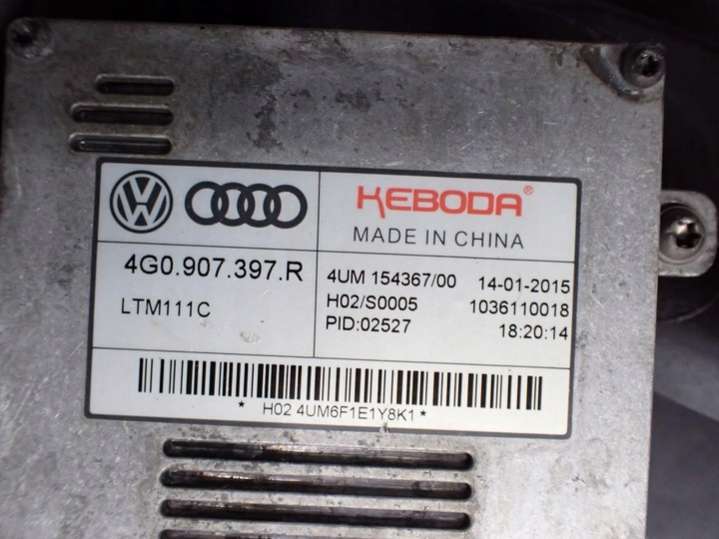 KEBODA®
MADE IN CHINA
4G0.907.397.R
LTM111C
4UM 154367/00 14-01-2015
H02/S0005 1036110018
PID:02527 18:20:14
* H02 4UM6F1E1Y8K1 *